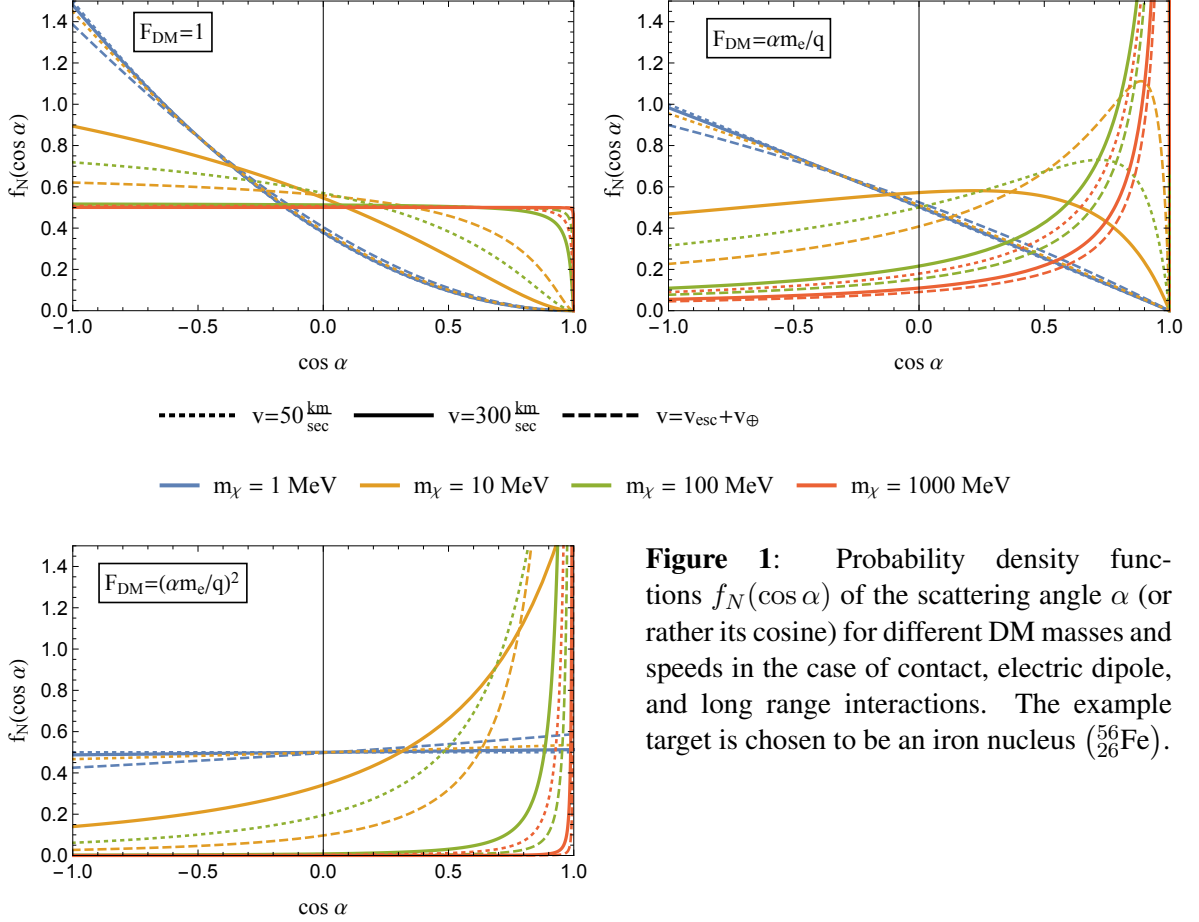 F_DM=1
1.4
1.2
1.0
0.8
0.6
0.4
0.2
0.0
f_N(cos α)
-1.0 -0.5 0.0 0.5 1.0
cos α
F_DM=αm_e/q
1.4
1.2
1.0
0.8
0.6
0.4
0.2
0.0
f_N(cos α)
-1.0 -0.5 0.0 0.5 1.0
cos α
v=50 km/sec v=300 km/sec v=v_esc+v_⊕
m_χ = 1 MeV m_χ = 10 MeV m_χ = 100 MeV m_χ = 1000 MeV
F_DM=(αm_e/q)^2
1.4
1.2
1.0
0.8
0.6
0.4
0.2
0.0
f_N(cos α)
-1.0 -0.5 0.0 0.5 1.0
cos α
Figure 1: Probability density func-
tions f_N(cos α) of the scattering angle α (or
rather its cosine) for different DM masses and
speeds in the case of contact, electric dipole,
and long range interactions. The example
target is chosen to be an iron nucleus (^56_26Fe).